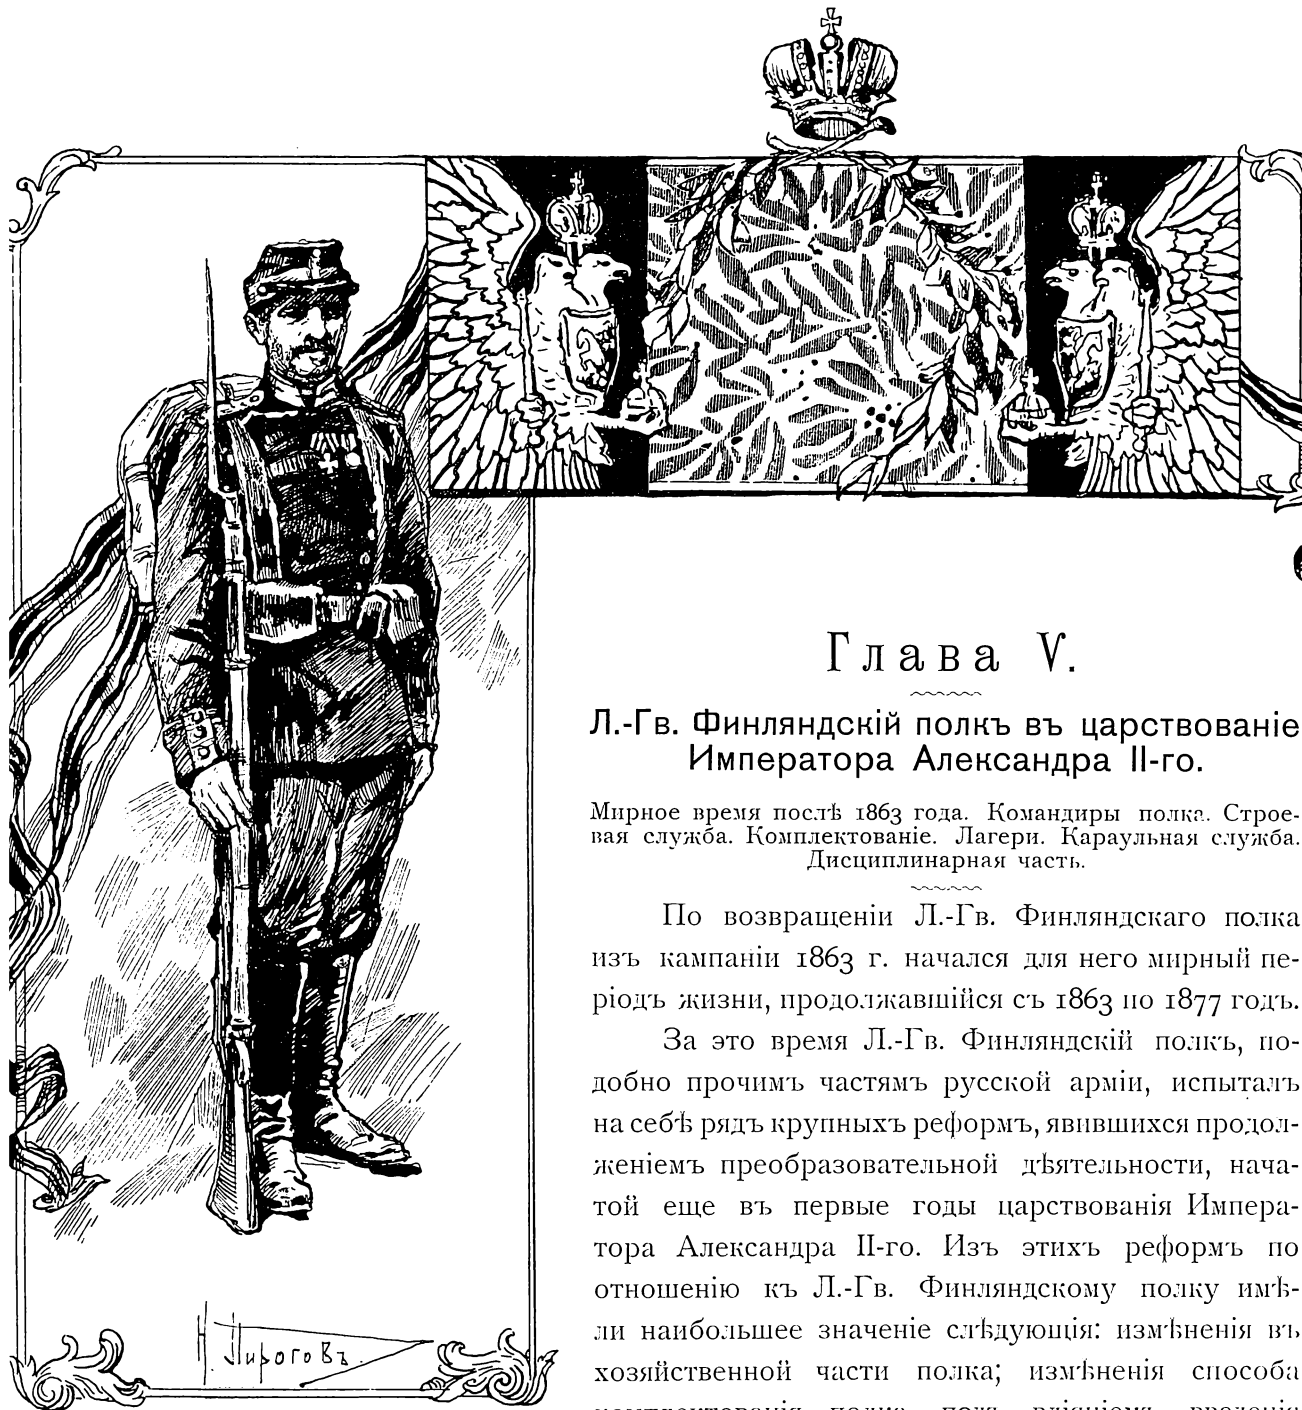 Глава V.
Л.-Гв. Финляндскій полкъ въ царствованіе
Императора Александра II-го.
Мирное время послѣ 1863 года. Командиры полка. Строе-
вая служба. Комплектованіе. Лагери. Караульная служба.
Дисциплинарная часть.
По возвращеніи Л.-Гв. Финляндскаго полка
изъ кампаніи 1863 г. начался для него мирный пе-
ріодъ жизни, продолжавшійся съ 1863 по 1877 годъ.
За это время Л.-Гв. Финляндскій полкъ, по-
добно прочимъ частямъ русской арміи, испыталъ
на себѣ рядъ крупныхъ реформъ, явившихся продол-
женіемъ преобразовательной дѣятельности, нача-
той еще въ первые годы царствованія Импера-
тора Александра II-го. Изъ этихъ реформъ по
отношенію къ Л.-Гв. Финляндскому полку имѣ-
ли наибольшее значеніе слѣдующія: измѣненія въ
хозяйственной части полка; измѣненія способа
Н. Пироговъ